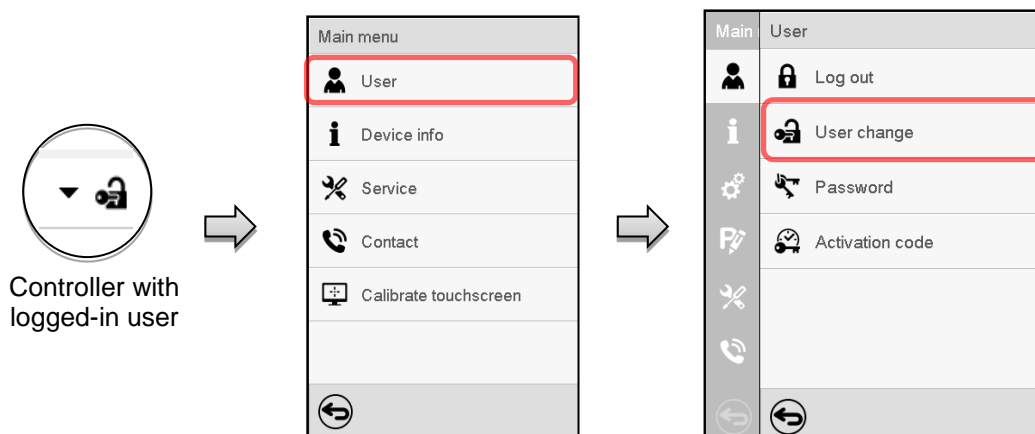 Controller with
logged-in user
Main menu
User
Device info
Service
Contact
Calibrate touchscreen
Main
User
Log out
User change
Password
Activation code